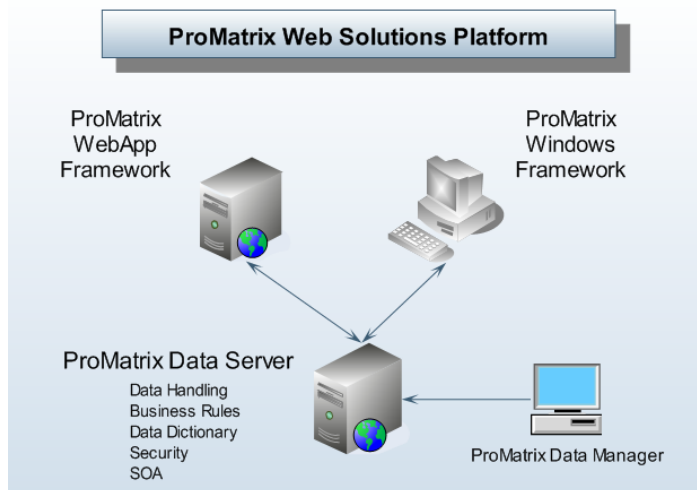 ProMatrix Web Solutions Platform
ProMatrix
WebApp
Framework
ProMatrix
Windows
Framework
ProMatrix Data Server
Data Handling
Business Rules
Data Dictionary
Security
SOA
ProMatrix Data Manager